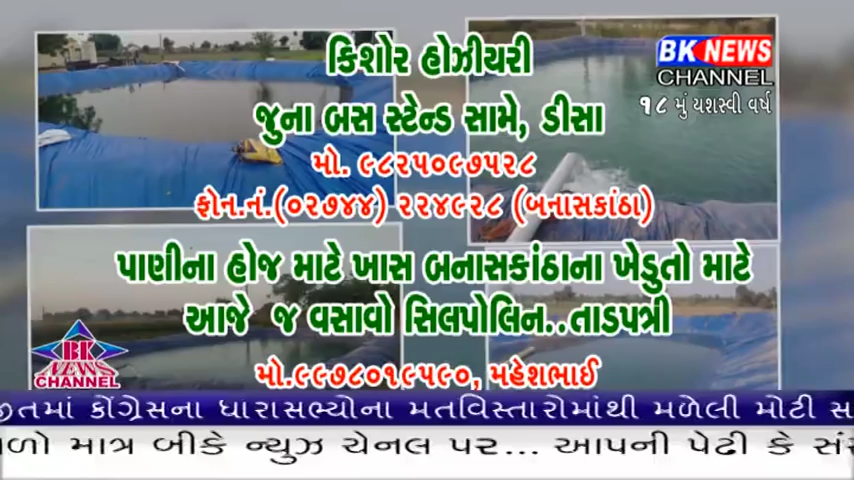 કિશોર હોઝીયરી
BK NEWS
CHANNEL
૧૮ મું યશસ્વી વર્ષ
જુના બસ સ્ટેન્ડ સામે, ડીસા
મો. ૯૮૨૫૦૯૭૫૨૮
ફોન.નં.(૦૨૭૪૪) ૨૨૪૯૨૮ (બનાસકાંઠા)
પાણીના હોજ માટે ખાસ બનાસકાંઠાના ખેડુતો માટે
આજે જ વસાવો સિલપોલિન..તાડપત્રી
મો.૯૯૭૮૦૧૯૫૯૦, મહેશભાઈ
BK
NEWS
CHANNEL
જીતમાં કોંગ્રેસના ધારાસભ્યોના મતવિસ્તારોમાંથી મળેલી મોટી સ
ળો માત્ર બીકે ન્યુઝ ચેનલ પર... આપની પેઢી કે સંસ